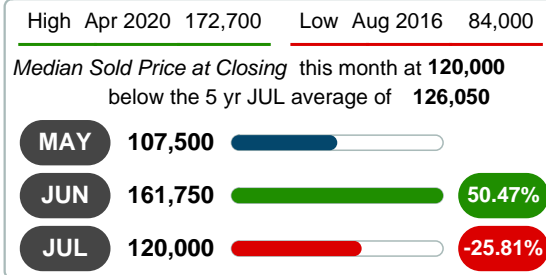 High Apr 2020 172,700 Low Aug 2016 84,000
Median Sold Price at Closing this month at 120,000
below the 5 yr JUL average of 126,050
MAY 107,500
JUN 161,750 50.47%
JUL 120,000 -25.81%